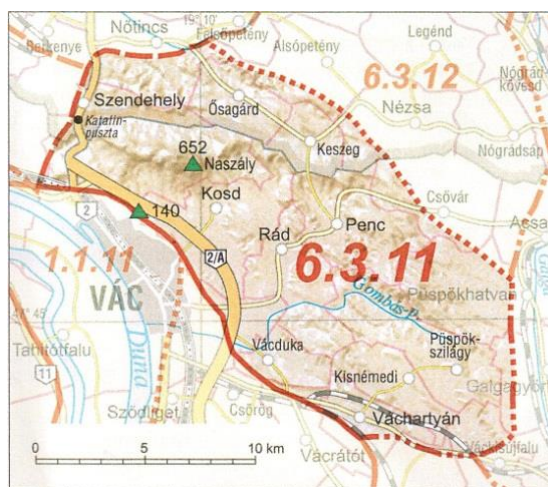 19° 10'
Nőtincs
Felsőpetény
Berkenye
Alsópetény
Legénd
6.3.12
Nógrád-
kövesd
Szendehely
Ősagárd
Nézsa
Katalin-
puszta
652
Keszeg
Nógrádsáp
Naszály
Kosd
Csővár
2
140
Penc
Acsa
Rád
1.1.11
2/A
6.3.11
VÁC
Püspökhatvan
Gombás p.
47° 45'
Tahitótfalu
Duna
Vácduka
Püspök-
szilágy
Kisnémedi
11
Galgagyörk
Sződliget
Csörög
Váchartyán
0
5
10 km
Vácrátót
Váckisújfalu